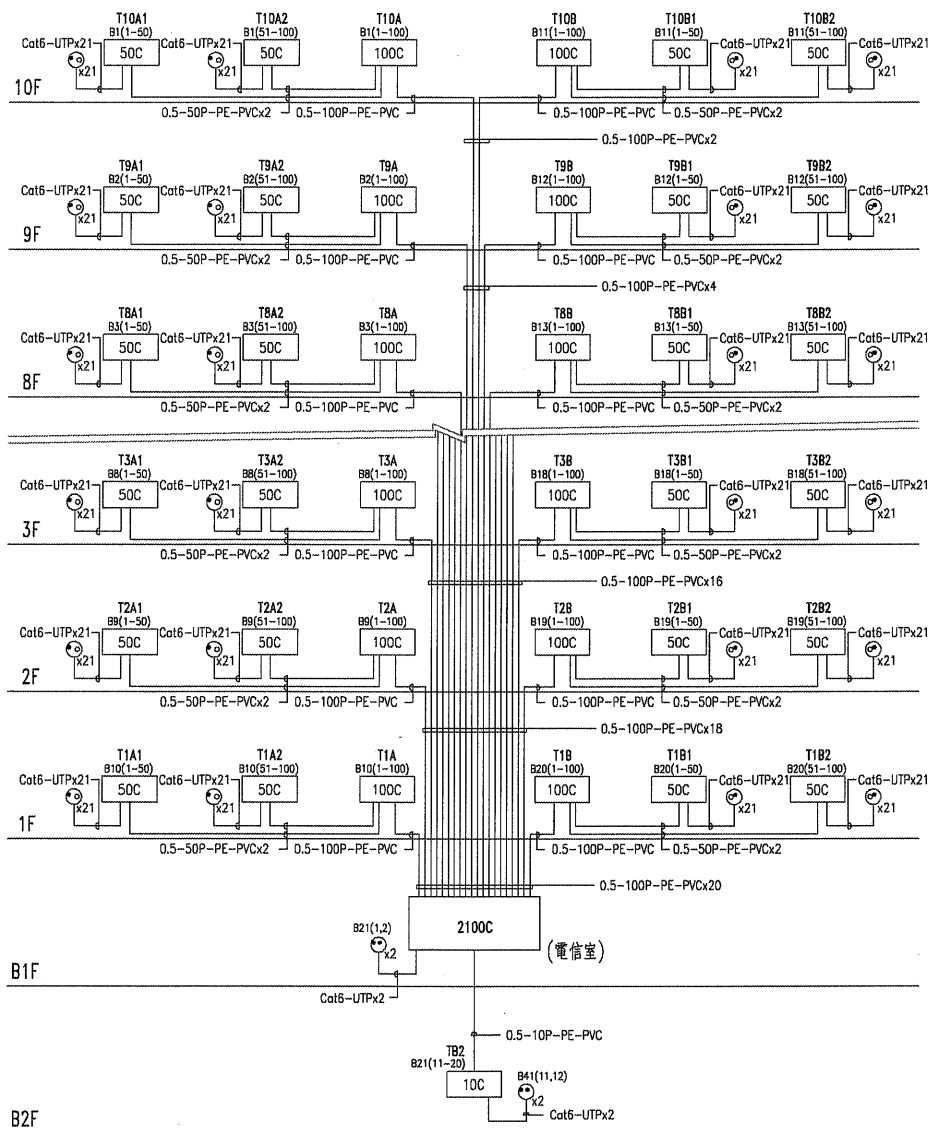 T10A1 T10A2 T10A T10B T10B1 T10B2
B1(1-50) B1(51-100) B1(1-100) B11(1-100) B11(1-50) B11(51-100)
Cat6-UTPx21 Cat6-UTPx21 Cat6-UTPx21 Cat6-UTPx21
50C 50C 100C 100C 50C 50C
x21 x21 x21 x21
10F
0.5-50P-PE-PVCx2 0.5-100P-PE-PVC 0.5-100P-PE-PVC 0.5-50P-PE-PVCx2
0.5-100P-PE-PVCx2
T9A1 T9A2 T9A T9B T9B1 T9B2
B2(1-50) B2(51-100) B2(1-100) B12(1-100) B12(1-50) B12(51-100)
Cat6-UTPx21 Cat6-UTPx21 Cat6-UTPx21 Cat6-UTPx21
50C 50C 100C 100C 50C 50C
x21 x21 x21 x21
9F
0.5-50P-PE-PVCx2 0.5-100P-PE-PVC 0.5-100P-PE-PVC 0.5-50P-PE-PVCx2
0.5-100P-PE-PVCx4
T8A1 T8A2 T8A T8B T8B1 T8B2
B3(1-50) B3(51-100) B3(1-100) B13(1-100) B13(1-50) B13(51-100)
Cat6-UTPx21 Cat6-UTPx21 Cat6-UTPx21 Cat6-UTPx21
50C 50C 100C 100C 50C 50C
x21 x21 x21 x21
8F
0.5-50P-PE-PVCx2 0.5-100P-PE-PVC 0.5-100P-PE-PVC 0.5-50P-PE-PVCx2
T3A1 T3A2 T3A T3B T3B1 T3B2
B8(1-50) B8(51-100) B8(1-100) B18(1-100) B18(1-50) B18(51-100)
Cat6-UTPx21 Cat6-UTPx21 Cat6-UTPx21 Cat6-UTPx21
50C 50C 100C 100C 50C 50C
x21 x21 x21 x21
3F
0.5-50P-PE-PVCx2 0.5-100P-PE-PVC 0.5-100P-PE-PVC 0.5-50P-PE-PVCx2
0.5-100P-PE-PVCx16
T2A1 T2A2 T2A T2B T2B1 T2B2
B9(1-50) B9(51-100) B9(1-100) B19(1-100) B19(1-50) B19(51-100)
Cat6-UTPx21 Cat6-UTPx21 Cat6-UTPx21 Cat6-UTPx21
50C 50C 100C 100C 50C 50C
x21 x21 x21 x21
2F
0.5-50P-PE-PVCx2 0.5-100P-PE-PVC 0.5-100P-PE-PVC 0.5-50P-PE-PVCx2
0.5-100P-PE-PVCx18
T1A1 T1A2 T1A T1B T1B1 T1B2
B10(1-50) B10(51-100) B10(1-100) B20(1-100) B20(1-50) B20(51-100)
Cat6-UTPx21 Cat6-UTPx21 Cat6-UTPx21 Cat6-UTPx21
50C 50C 100C 100C 50C 50C
x21 x21 x21 x21
1F
0.5-50P-PE-PVCx2 0.5-100P-PE-PVC 0.5-100P-PE-PVC 0.5-50P-PE-PVCx2
0.5-100P-PE-PVCx20
B21(1,2)
2100C
x2
(電信室)
B1F
Cat6-UTPx2
0.5-10P-PE-PVC
TB2
B21(11-20)
B41(11,12)
10C
x2
Cat6-UTPx2
B2F